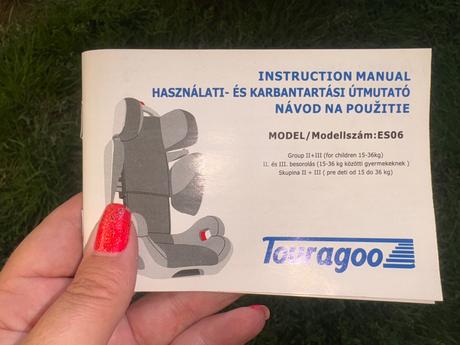 INSTRUCTION MANUAL
HASZNÁLATI- ÉS KARBANTARTÁSI ÚTMUTATÓ
NÁVOD NA POUŽITIE
MODEL/Modellszám:ES06
Group II+III (for children 15-36kg)
II. és III. besorolás (15-36 kg közötti gyermekeknek )
Skupina II + III ( pre deti od 15 do 36 kg)
Touragoo